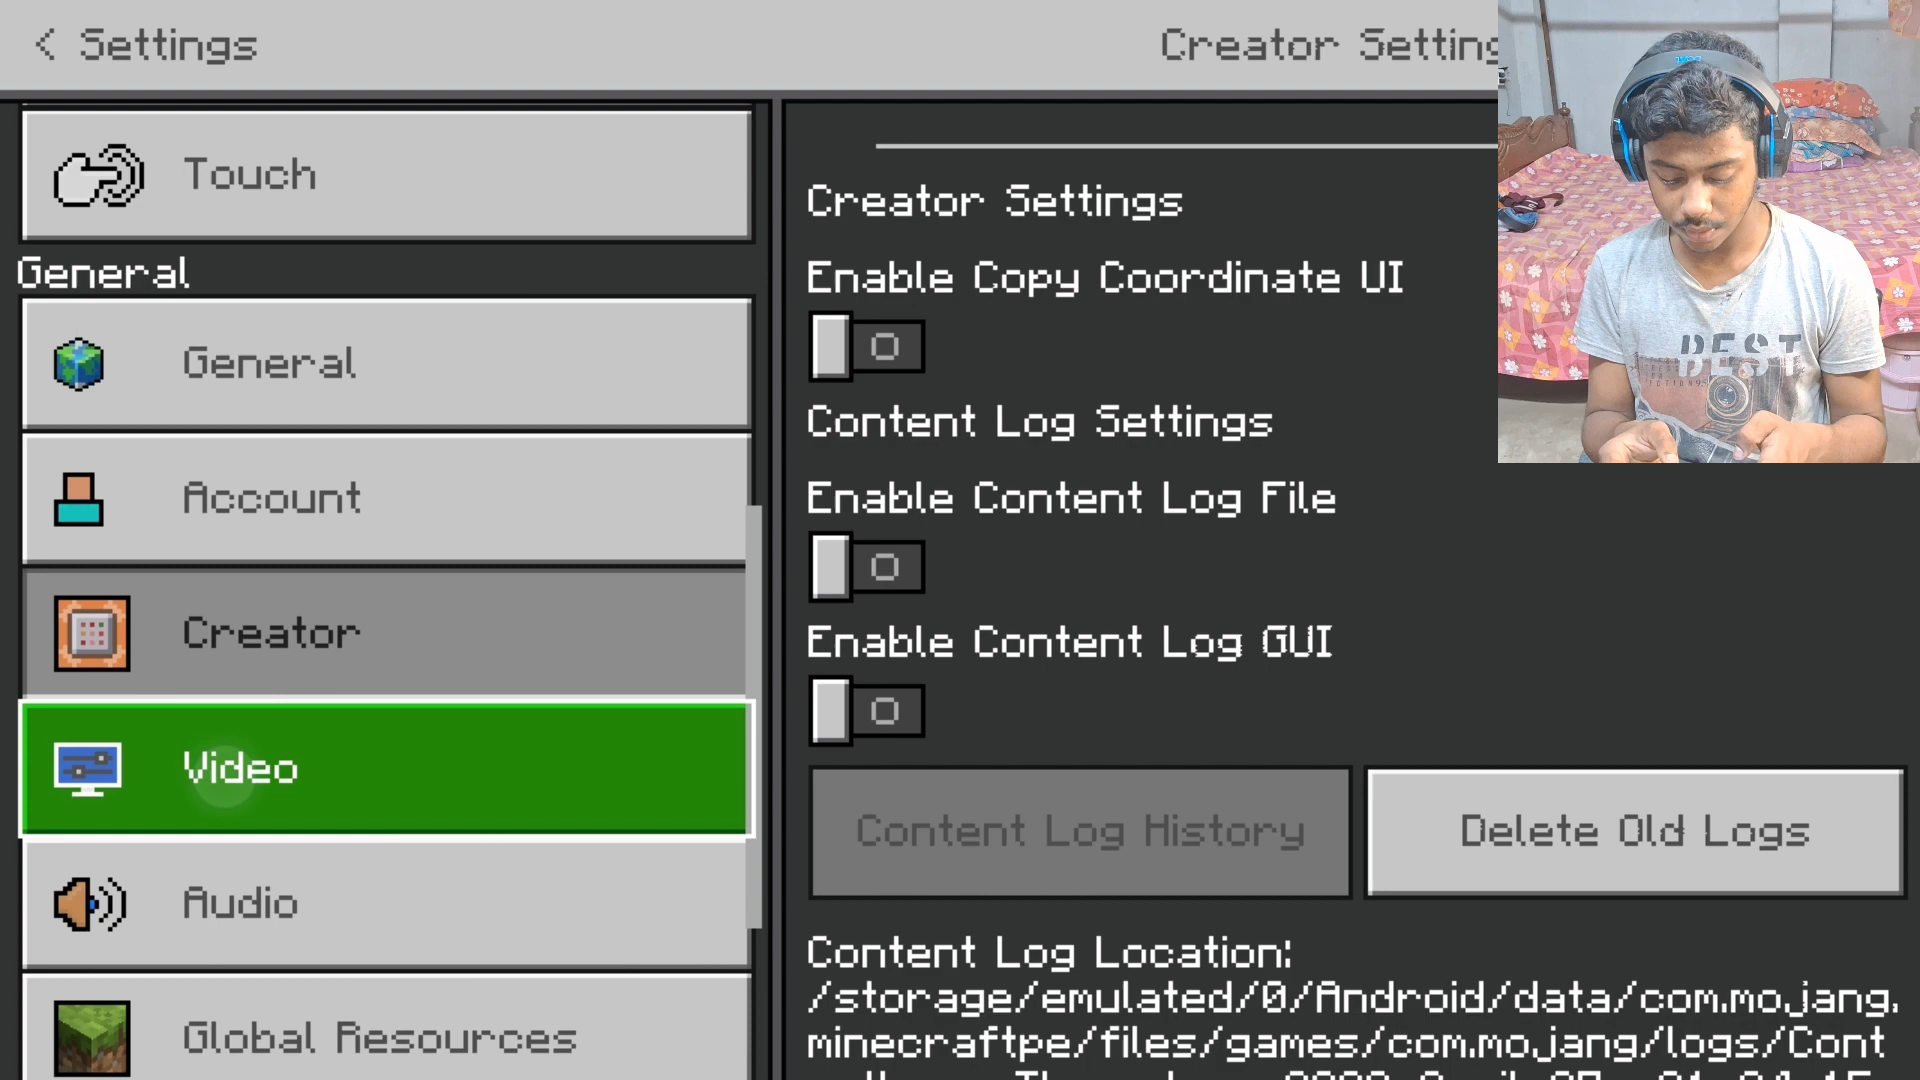 < Settings
Creator Setting
Touch
General
General
Account
Creator
Video
Audio
Global Resources
Creator Settings
Enable Copy Coordinate UI
Content Log Settings
Enable Content Log File
Enable Content Log GUI
Content Log History
Delete Old Logs
Content Log Location:
/storage/emulated/0/Android/data/com.mojang.
minecraftpe/files/games/com.mojang/logs/Cont
BEST